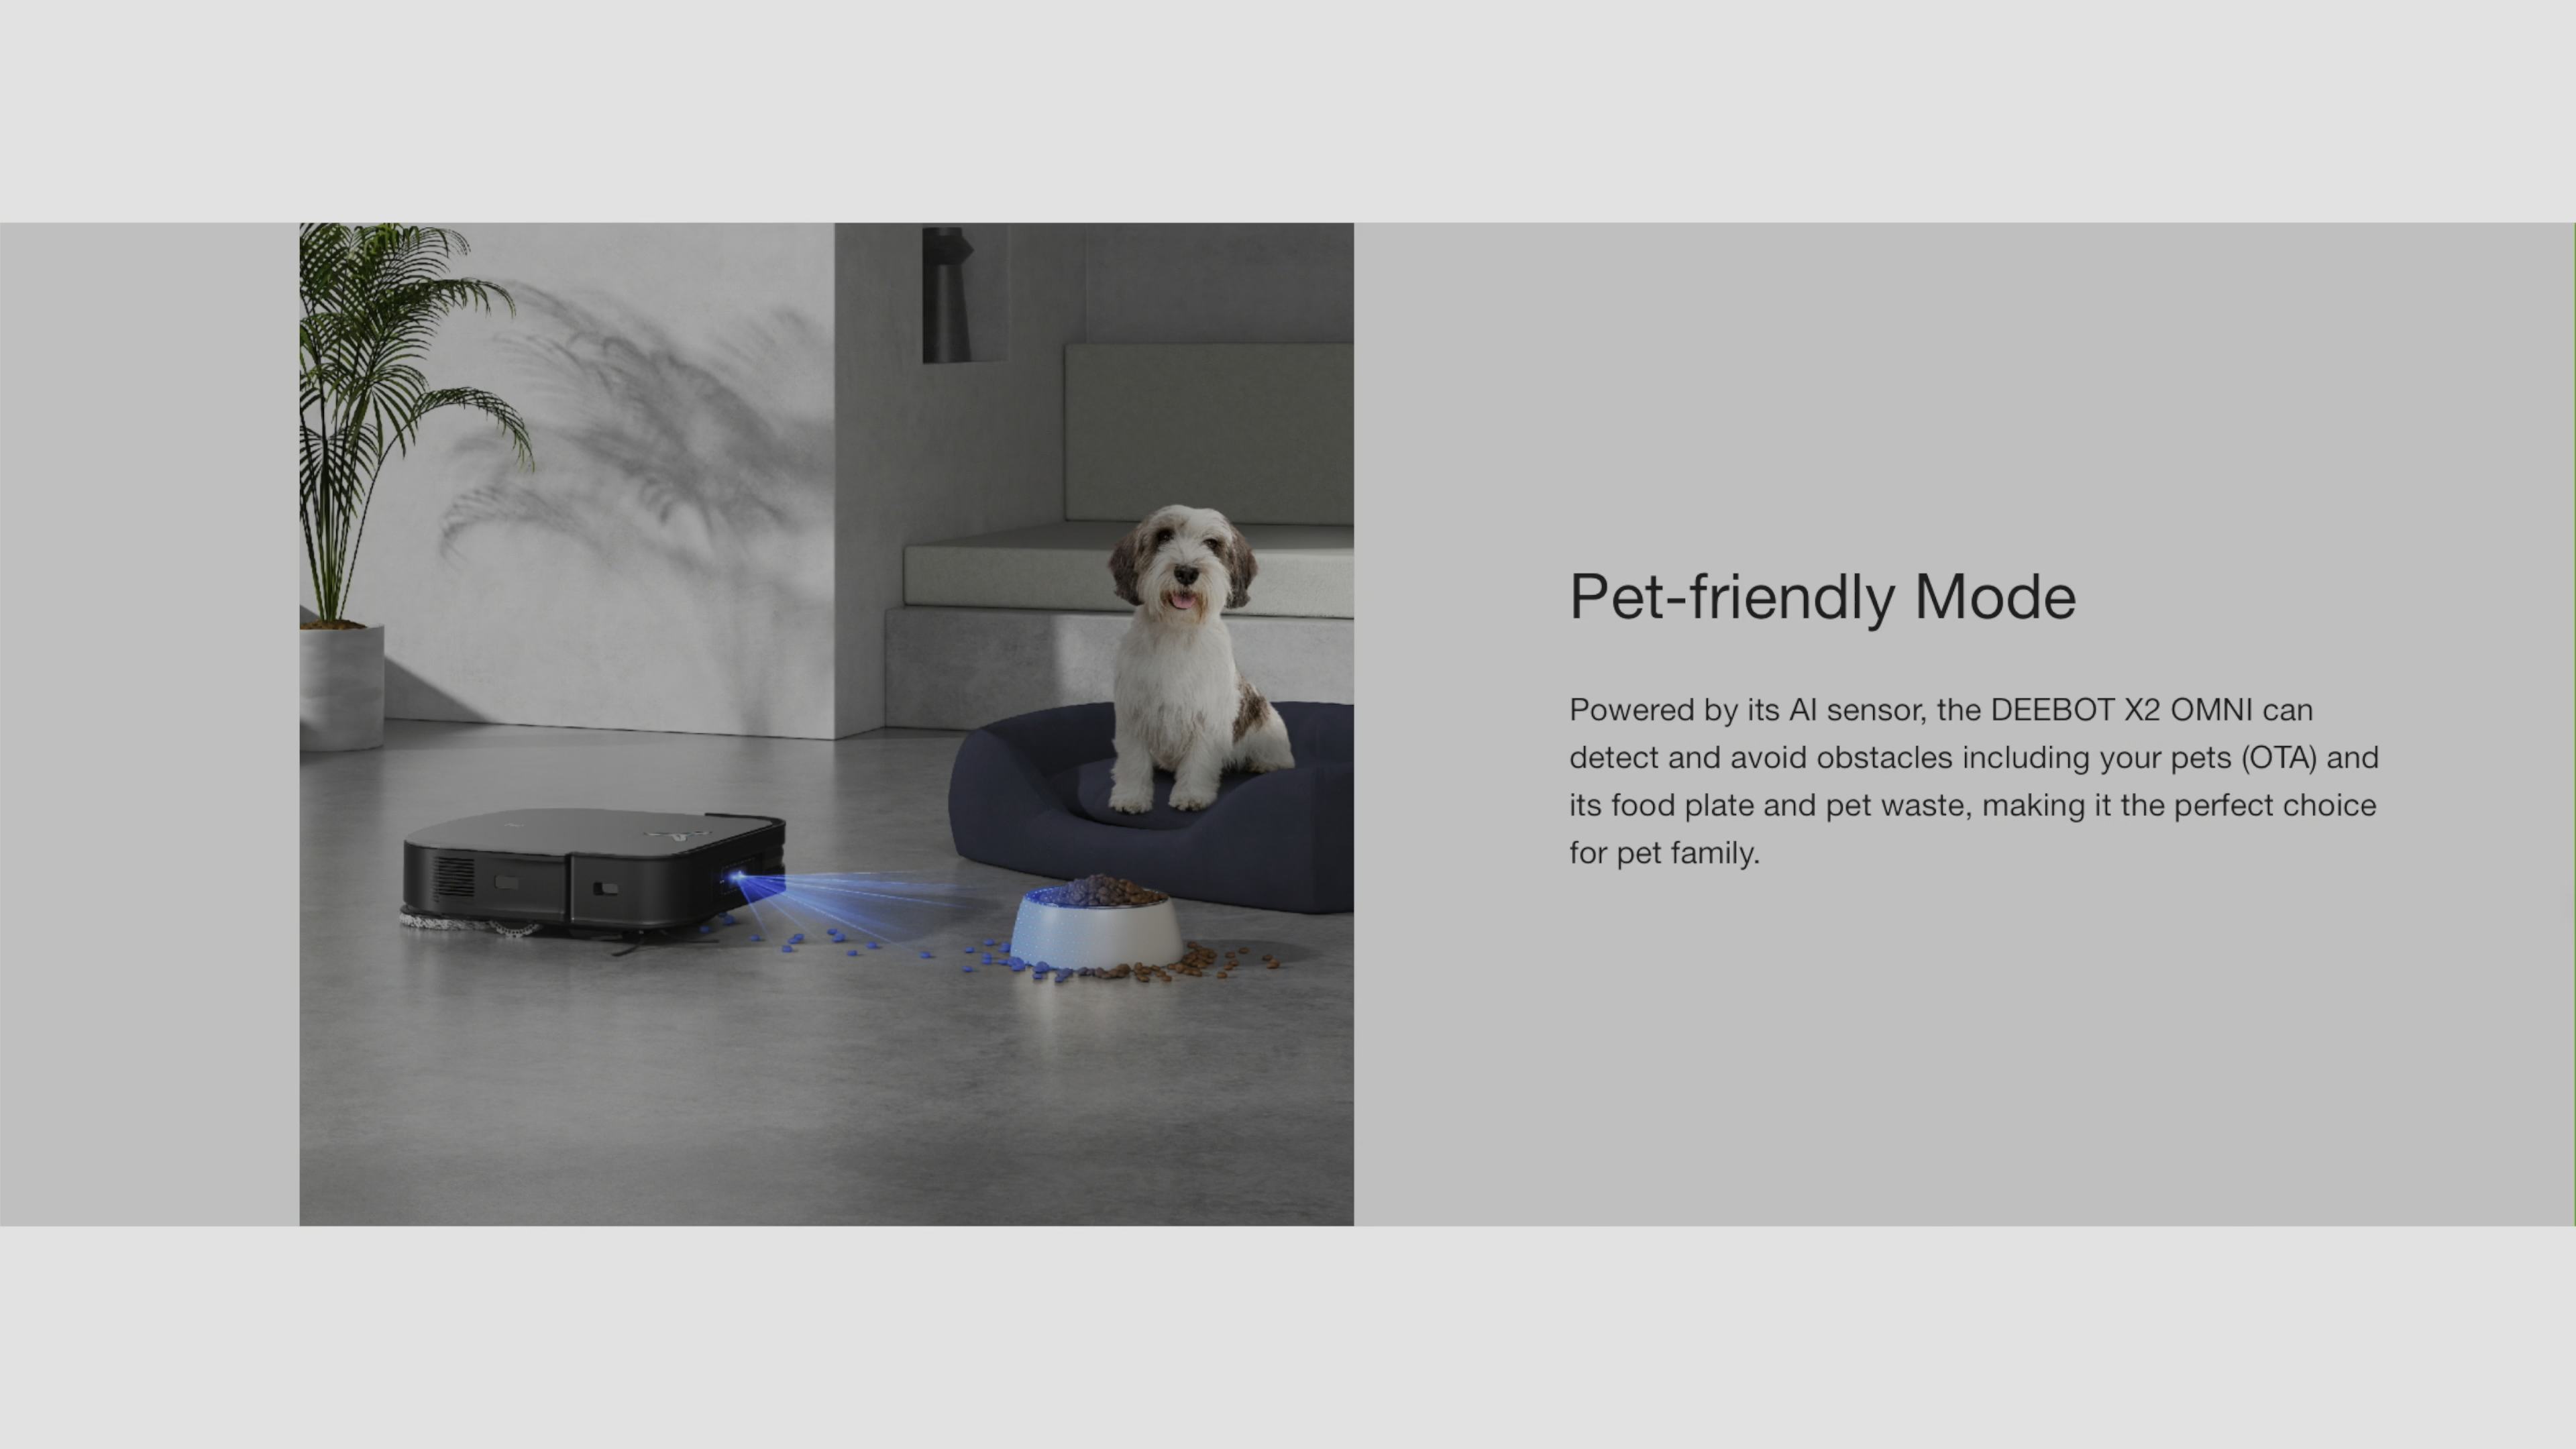 Pet-friendly Mode
Powered by its AI sensor, the DEEBOT X2 OMNI can
detect and avoid obstacles including your pets (OTA) and
its food plate and pet waste, making it the perfect choice
for pet family.